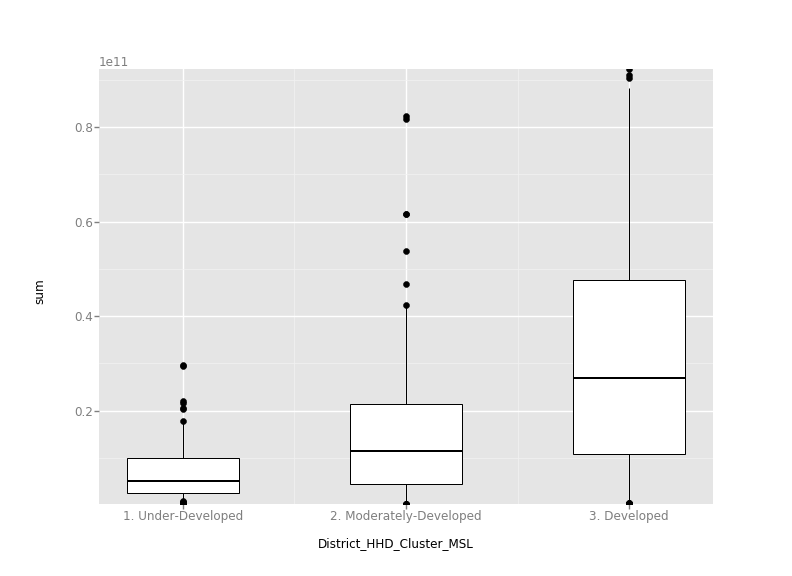 1e11
0.8
0.6
sum
0.4
0.2
1. Under-Developed 2. Moderately-Developed 3. Developed
District_HHD_Cluster_MSL